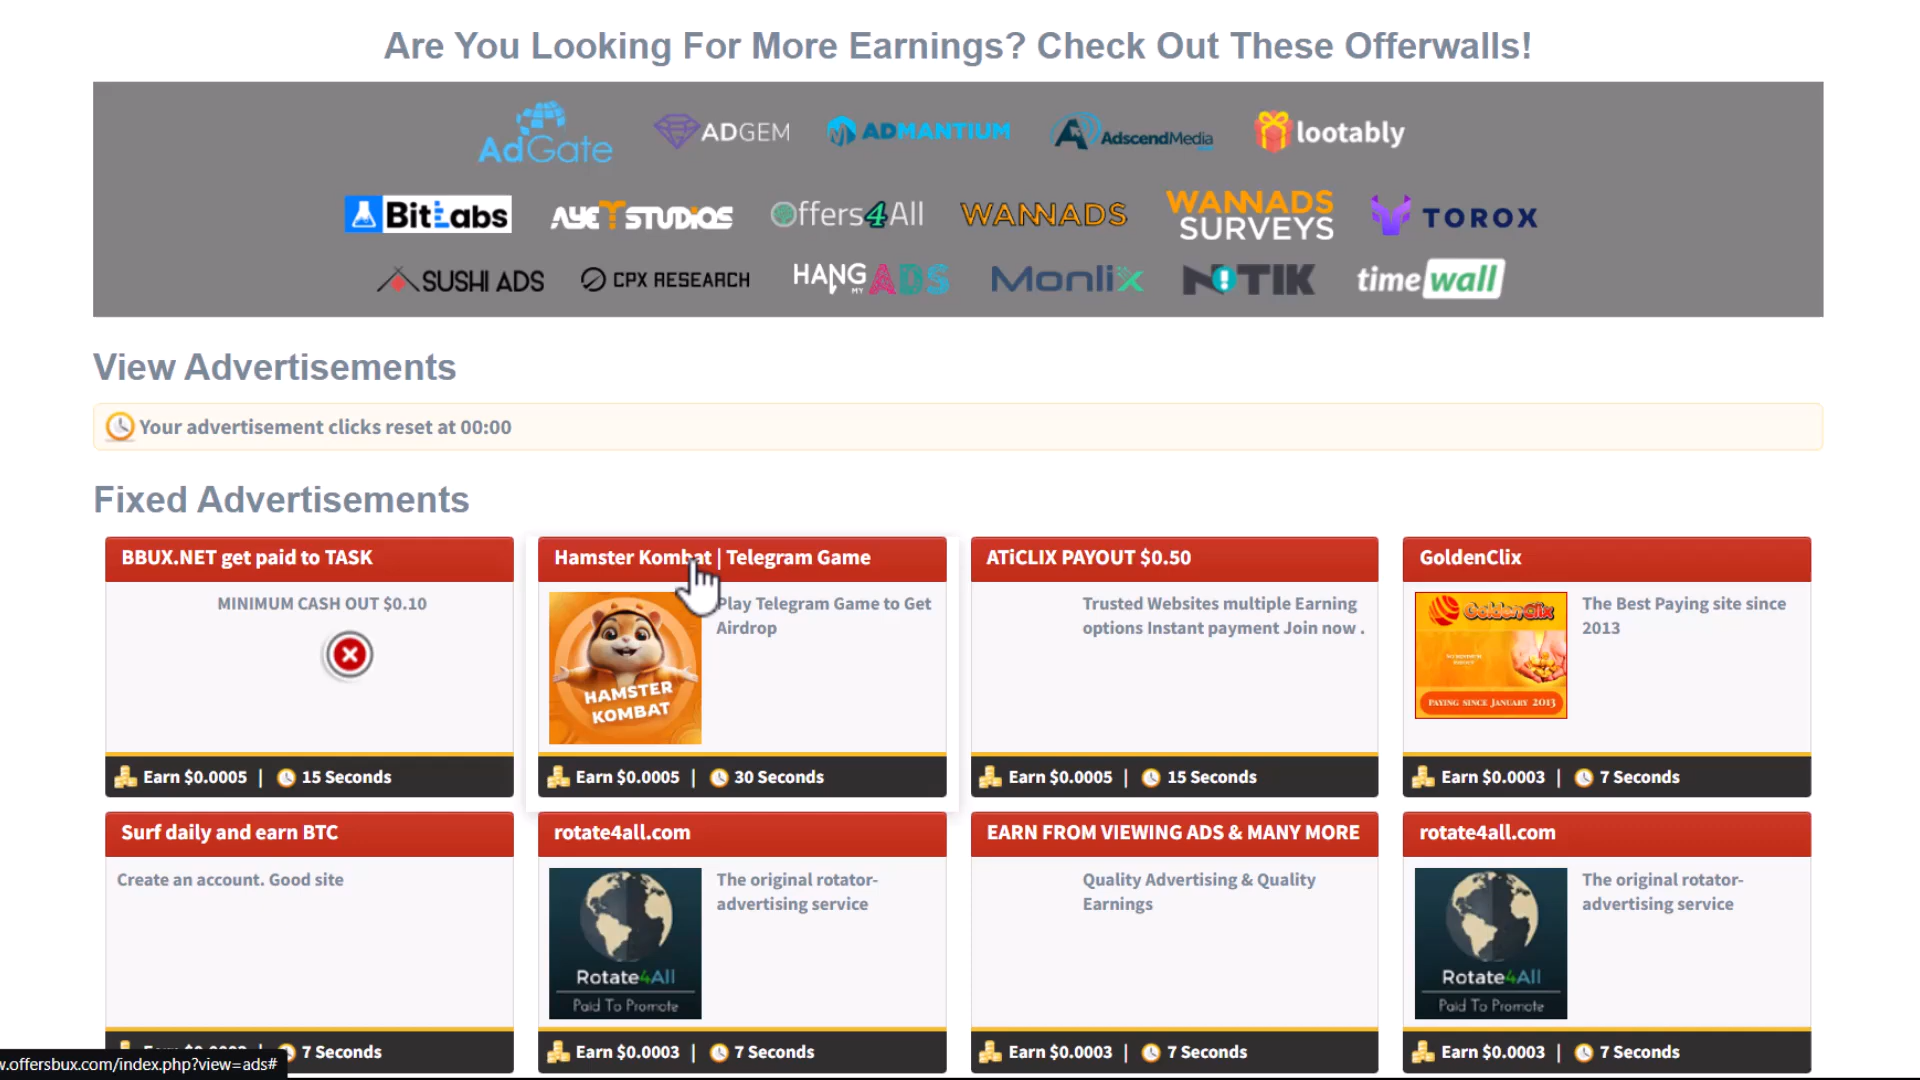 Are You Looking For More Earnings? Check Out These Offerwalls!
AdGate ADGEM ADMANTIUM AdscendMedia lootably
BitLabs AYET STUDIOS Offers4All WANNADS WANNADS SURVEYS TOROX
SUSHI ADS CPX RESEARCH HANG MY ADS Monlix NOTIK timewall
View Advertisements
Your advertisement clicks reset at 00:00
Fixed Advertisements
BBUX.NET get paid to TASK
MINIMUM CASH OUT $0.10
Earn $0.0005 | 15 Seconds
Hamster Kombat | Telegram Game
Play Telegram Game to Get
Airdrop
HAMSTER
KOMBAT
Earn $0.0005 | 30 Seconds
ATiCLIX PAYOUT $0.50
Trusted Websites multiple Earning
options Instant payment Join now .
Earn $0.0005 | 15 Seconds
GoldenClix
GoldenClix
PAYING SINCE JANUARY 2013
The Best Paying site since
2013
Earn $0.0003 | 7 Seconds
Surf daily and earn BTC
Create an account. Good site
7 Seconds
rotate4all.com
Rotate4All
Paid To Promote
The original rotator-
advertising service
Earn $0.0003 | 7 Seconds
EARN FROM VIEWING ADS & MANY MORE
Quality Advertising & Quality
Earnings
Earn $0.0003 | 7 Seconds
rotate4all.com
Rotate4All
Paid To Promote
The original rotator-
advertising service
Earn $0.0003 | 7 Seconds
w.offersbux.com/index.php?view=ads#